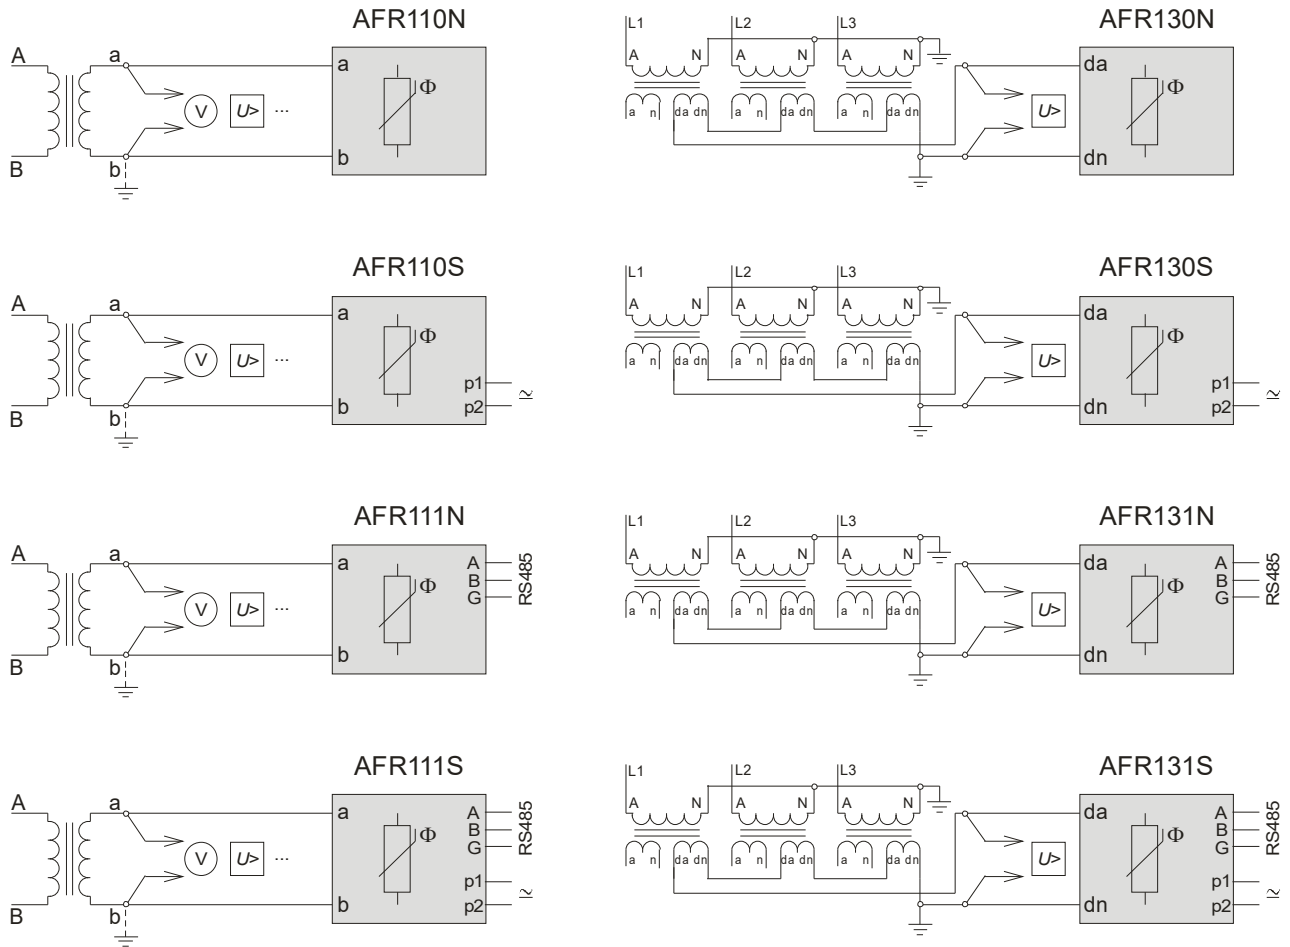 AFR110N
A a a Φ
V U> ...
B b b
AFR130N
L1 L2 L3
A N A N A N da Φ
a n da dn a n da dn a n da dn U>
dn
AFR110S
A a a Φ
V U> ...
p1
B b b p2 ≂
AFR130S
L1 L2 L3
A N A N A N da Φ
a n da dn a n da dn a n da dn U>
p1
dn p2 ≂
AFR111N
A a a A
Φ B
V U> ... G
RS485
B b b
AFR131N
L1 L2 L3
A N A N A N da A
Φ B
a n da dn a n da dn a n da dn U> G
RS485
dn
AFR111S
A a a A
Φ B
V U> ... G
RS485
p1
B b b p2 ≂
AFR131S
L1 L2 L3
A N A N A N da A
Φ B
a n da dn a n da dn a n da dn U> G
RS485
p1
dn p2 ≂